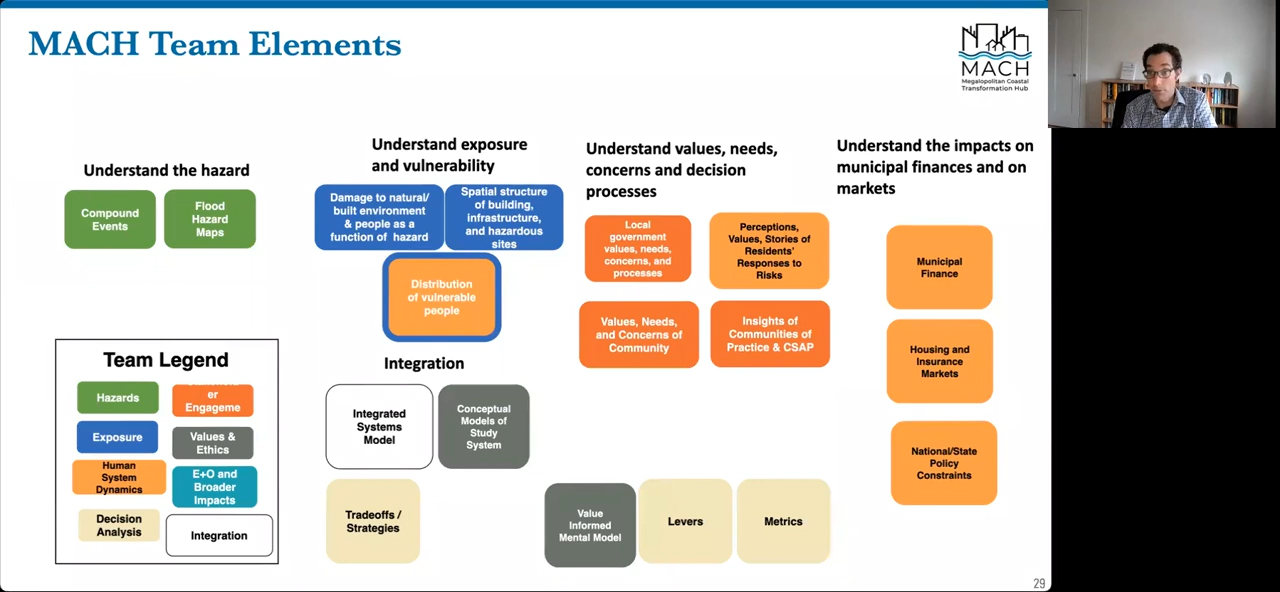 MACH Team Elements
MACH
Megalopolitan Coastal
Transformation Hub
Understand the hazard
Compound
Events
Flood
Hazard
Maps
Understand exposure
and vulnerability
Damage to natural/
built environment
& people as a
function of hazard
Spatial structure
of building,
infrastructure,
and hazardous
sites
Distribution
of vulnerable
people
Understand values, needs,
concerns and decision
processes
Local
government
values, needs,
concerns, and
processes
Perceptions,
Values, Stories of
Residents'
Responses to
Risks
Values, Needs,
and Concerns of
Community
Insights of
Communities of
Practice & CSAP
Understand the impacts on
municipal finances and on
markets
Municipal
Finance
Housing and
Insurance
Markets
National/State
Policy
Constraints
Team Legend
Hazards
er
Engageme
Exposure
Values &
Ethics
Human
System
Dynamics
E+O and
Broader
Impacts
Decision
Analysis
Integration
Integration
Integrated
Systems
Model
Conceptual
Models of
Study
System
Tradeoffs /
Strategies
Value
Informed
Mental Model
Levers
Metrics
29